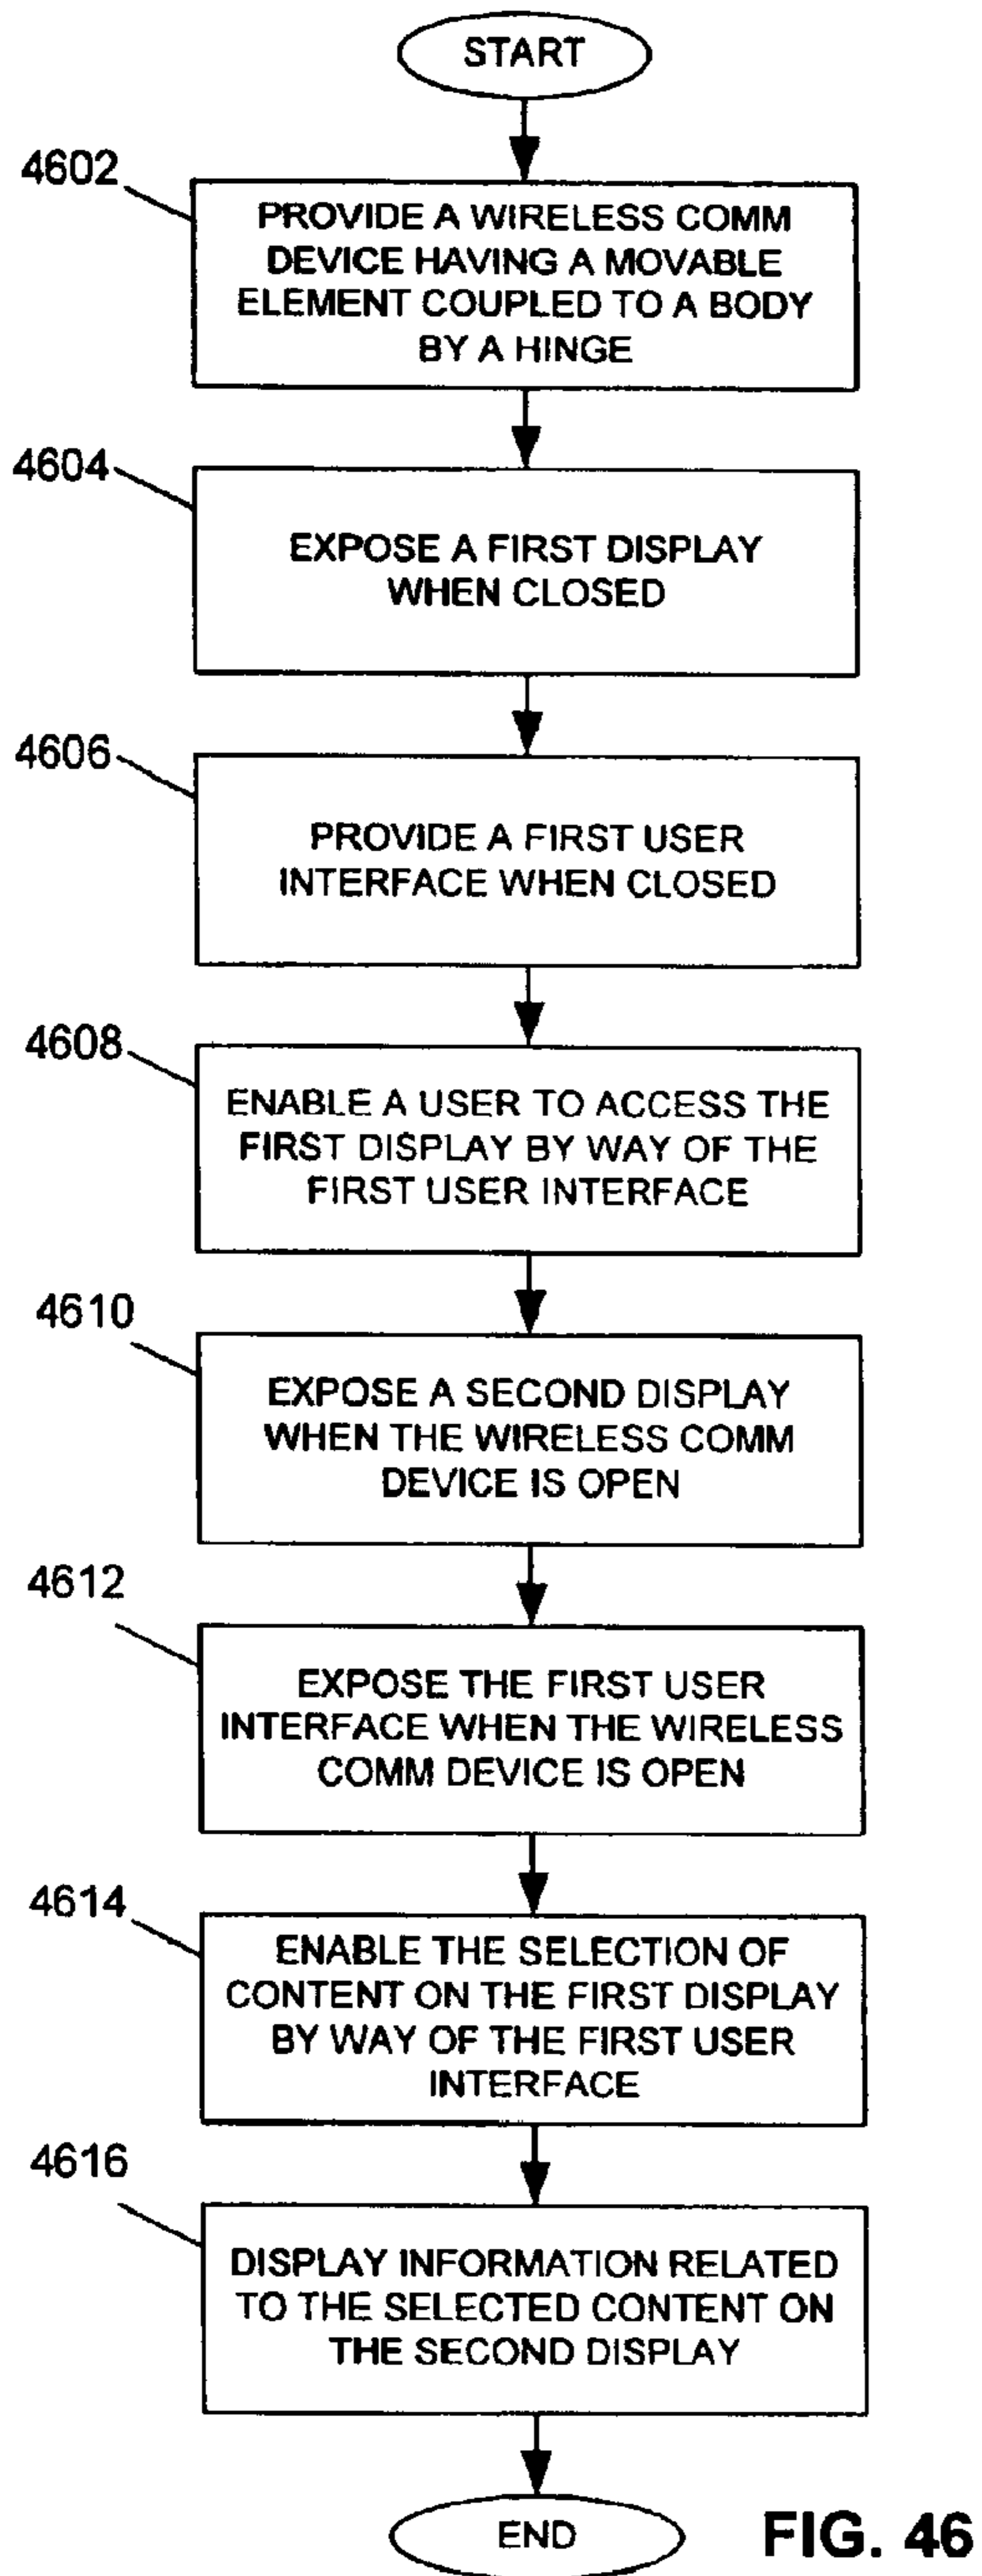 START
4602
PROVIDE A WIRELESS COMM
DEVICE HAVING A MOVABLE
ELEMENT COUPLED TO A BODY
BY A HINGE
4604
EXPOSE A FIRST DISPLAY
WHEN CLOSED
4606
PROVIDE A FIRST USER
INTERFACE WHEN CLOSED
4608
ENABLE A USER TO ACCESS THE
FIRST DISPLAY BY WAY OF THE
FIRST USER INTERFACE
4610
EXPOSE A SECOND DISPLAY
WHEN THE WIRELESS COMM
DEVICE IS OPEN
4612
EXPOSE THE FIRST USER
INTERFACE WHEN THE WIRELESS
COMM DEVICE IS OPEN
4614
ENABLE THE SELECTION OF
CONTENT ON THE FIRST DISPLAY
BY WAY OF THE FIRST USER
INTERFACE
4616
DISPLAY INFORMATION RELATED
TO THE SELECTED CONTENT ON
THE SECOND DISPLAY
END
FIG. 46